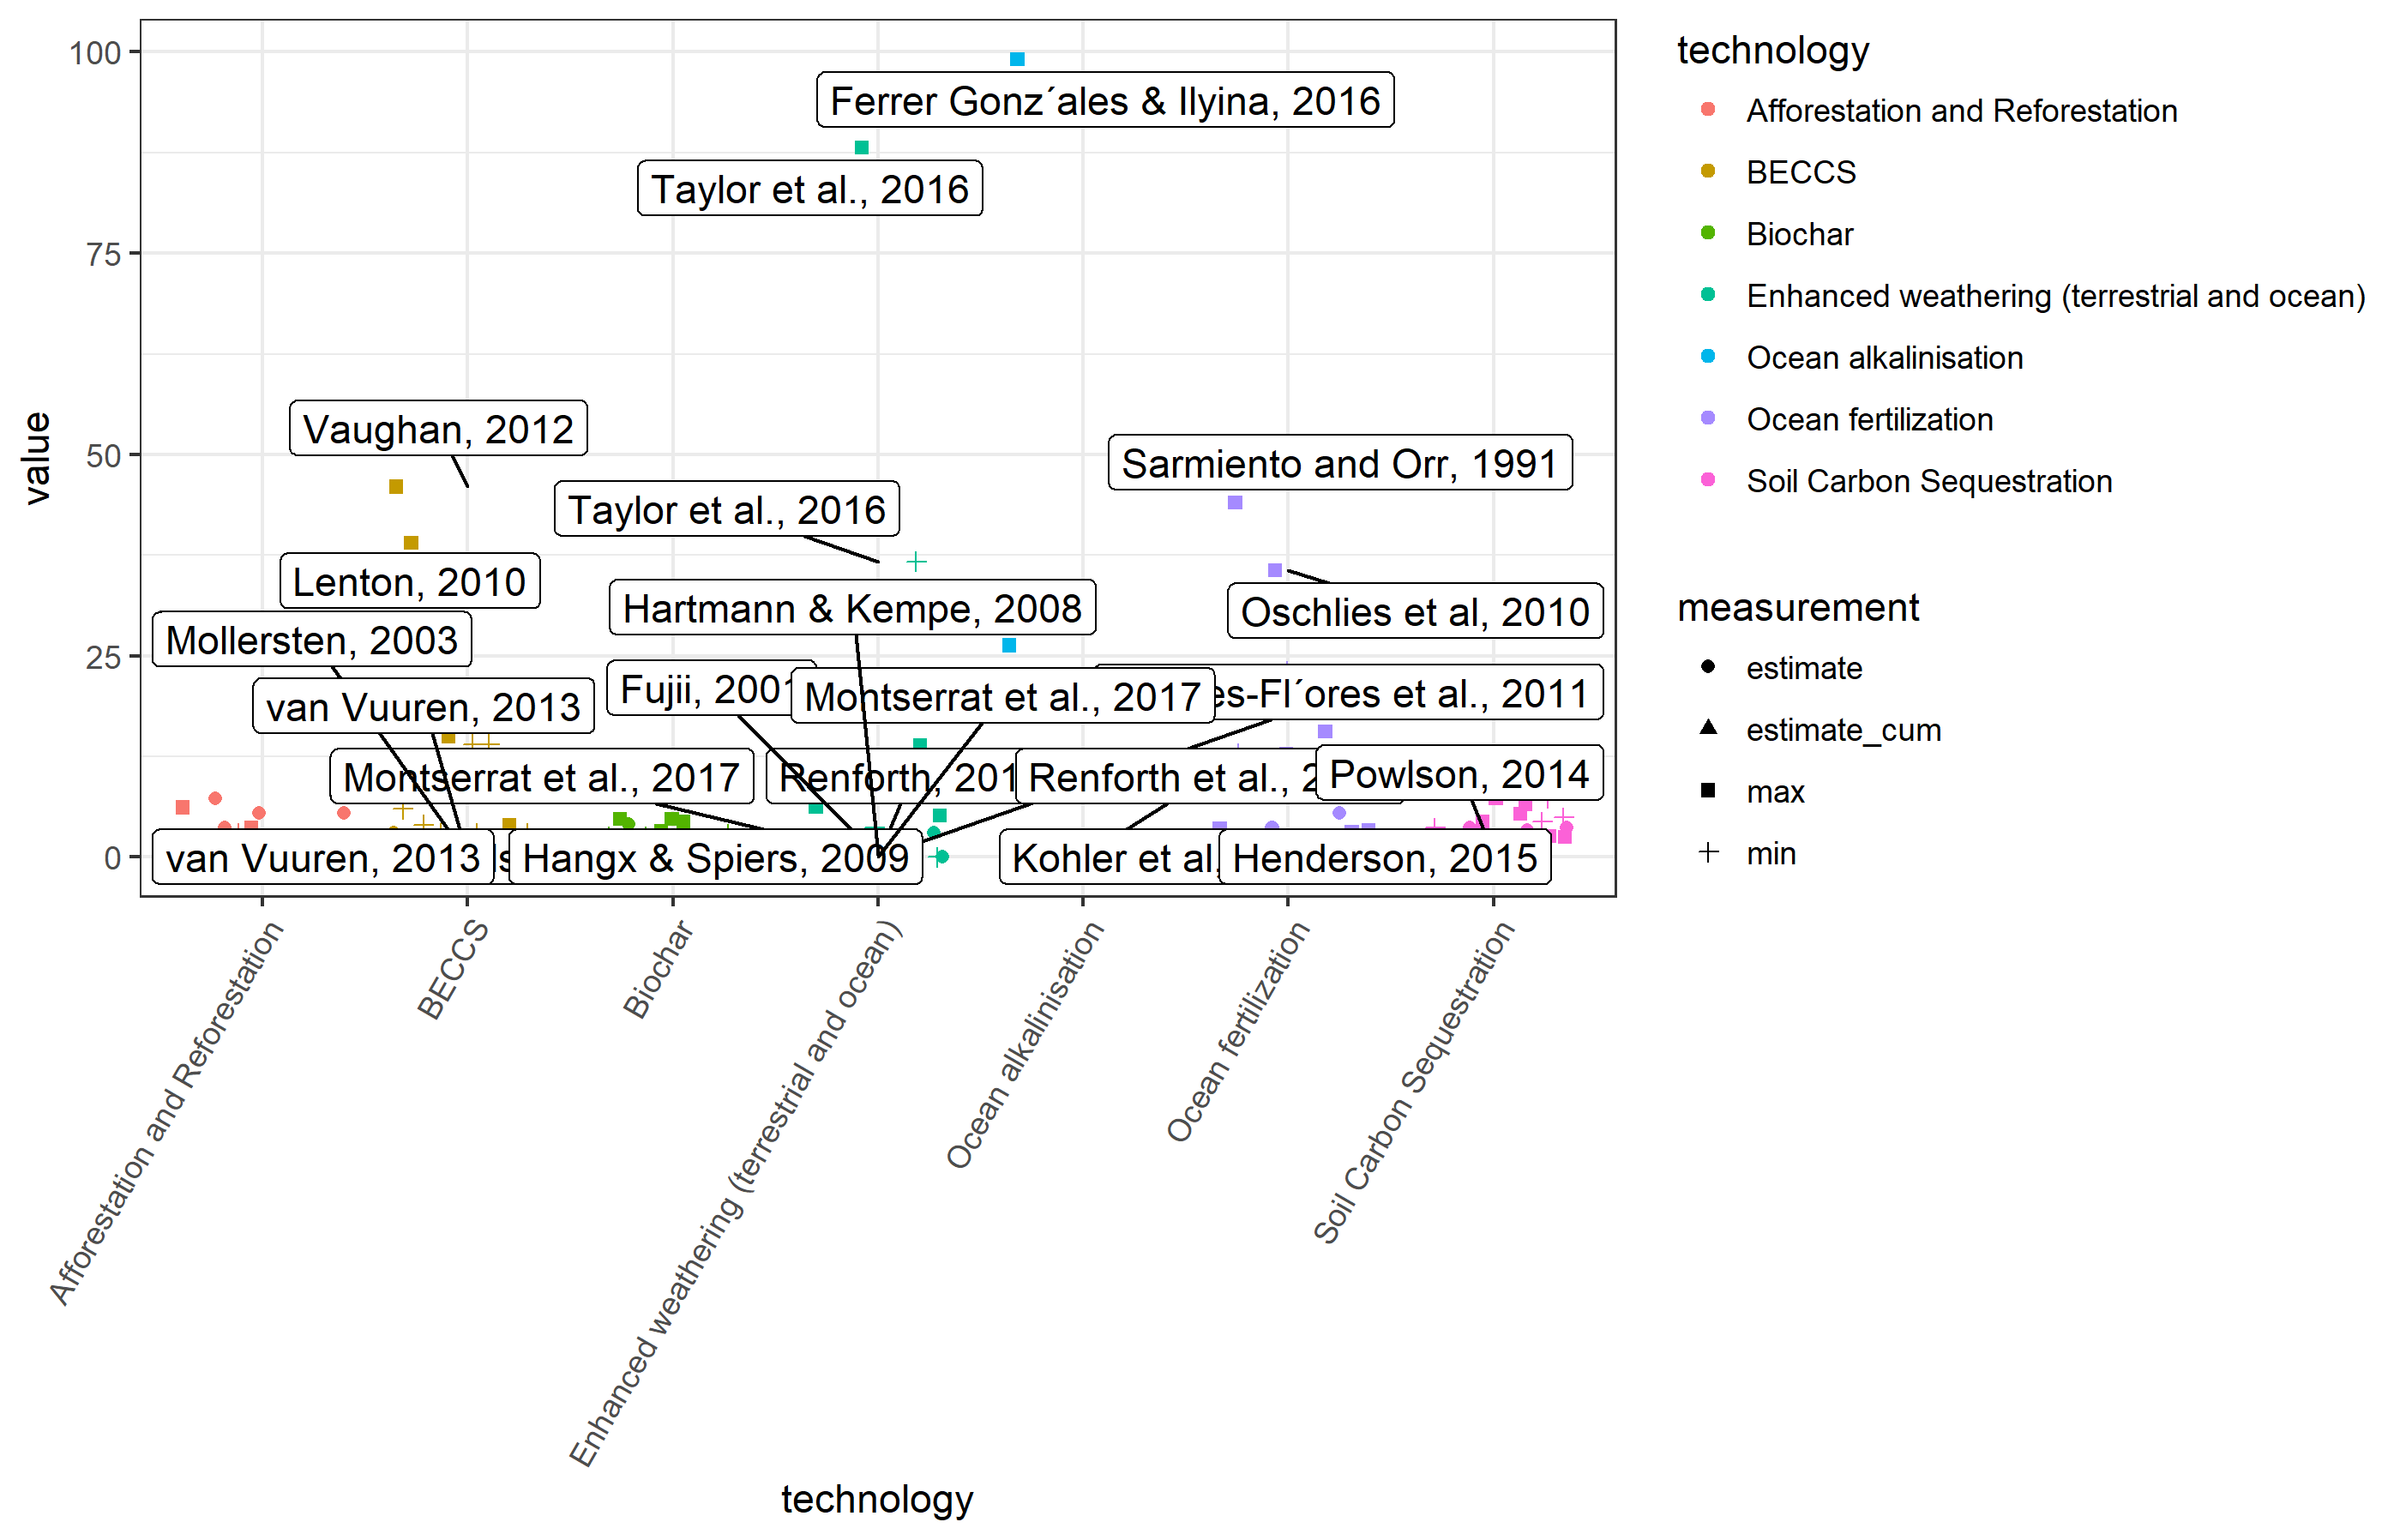 100
75
50
25
0
value
Ferrer Gonz´ales & Ilyina, 2016
Taylor et al., 2016
Vaughan, 2012
Sarmiento and Orr, 1991
Taylor et al., 2016
Lenton, 2010
Hartmann & Kempe, 2008
Oschlies et al, 2010
Mollersten, 2003
Fujii, 2001
Montserrat et al., 2017
es-Fl´ores et al., 2011
van Vuuren, 2013
Montserrat et al., 2017
Renforth, 201
Renforth et al., 2
Powlson, 2014
van Vuuren, 2013
Hangx & Spiers, 2009
Kohler et al,
Henderson, 2015
Afforestation and Reforestation
BECCS
Biochar
Enhanced weathering (terrestrial and ocean)
Ocean alkalinisation
Ocean fertilization
Soil Carbon Sequestration
technology
technology
Afforestation and Reforestation
BECCS
Biochar
Enhanced weathering (terrestrial and ocean)
Ocean alkalinisation
Ocean fertilization
Soil Carbon Sequestration
measurement
estimate
estimate_cum
max
min